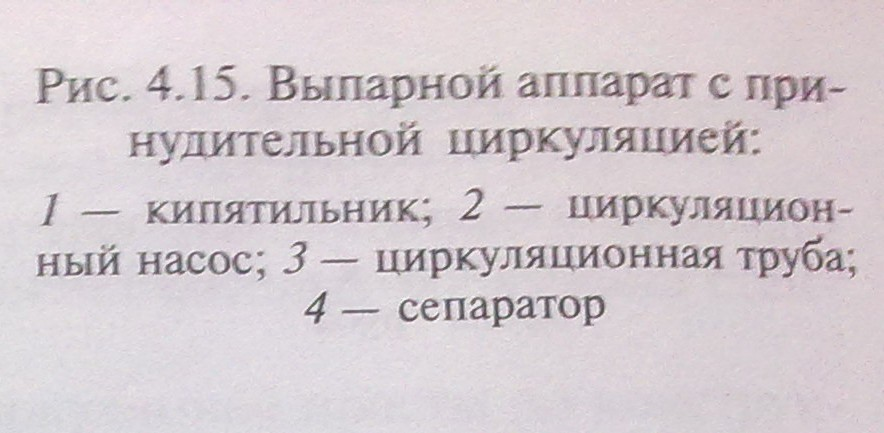 Рис. 4.15. Выпарной аппарат с при-
нудительной циркуляцией:
1 — кипятильник; 2 — циркуляцион-
ный насос; 3 — циркуляционная труба;
4 — сепаратор